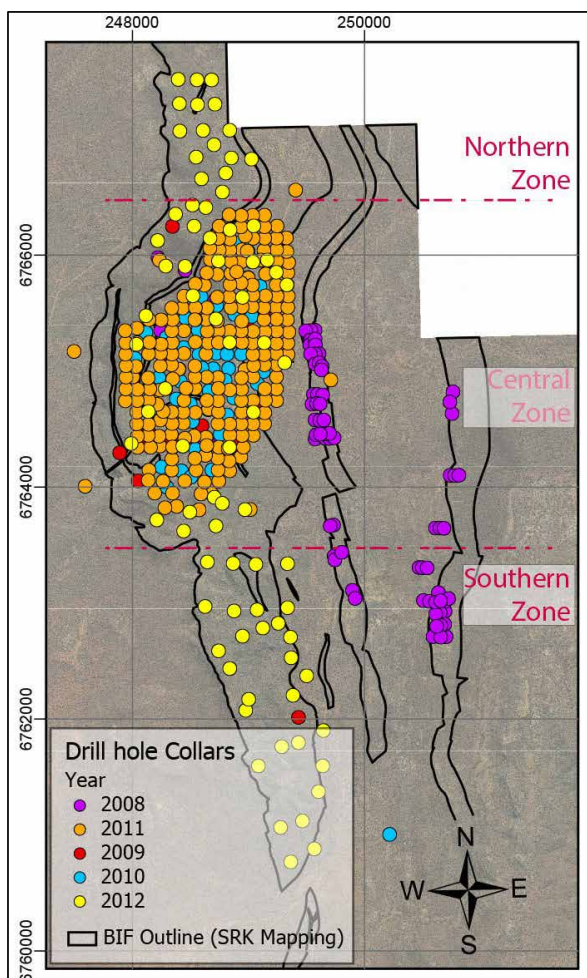 248000
250000
Northern
Zone
6766000
Central
Zone
6764000
Southern
Zone
6762000
Drill hole Collars
Year
2008
2011
2009
2010
2012
BIF Outline (SRK Mapping)
N
W
E
S
6760000